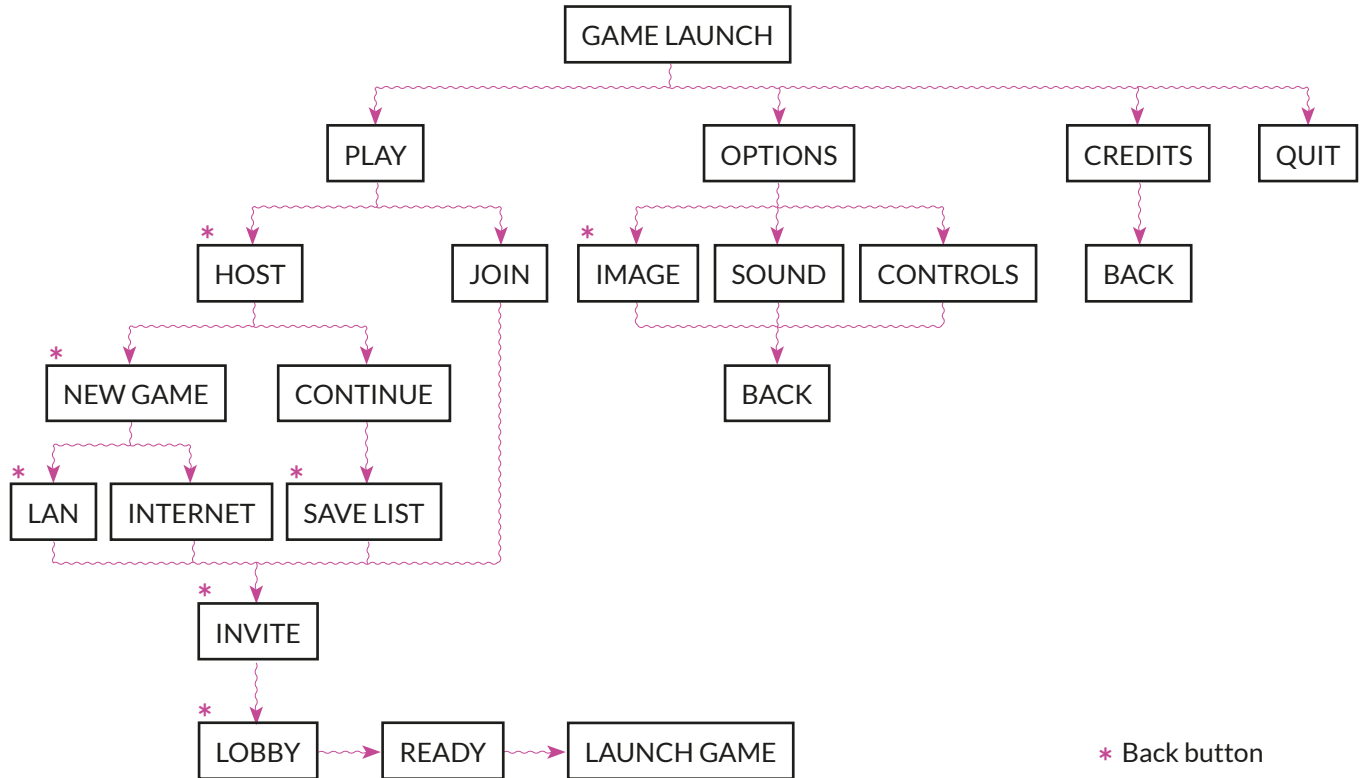 GAME LAUNCH
PLAY
OPTIONS
CREDITS
QUIT
* HOST
JOIN
* IMAGE
SOUND
CONTROLS
BACK
* NEW GAME
CONTINUE
BACK
* LAN
INTERNET
* SAVE LIST
* INVITE
* LOBBY
READY
LAUNCH GAME
* Back button